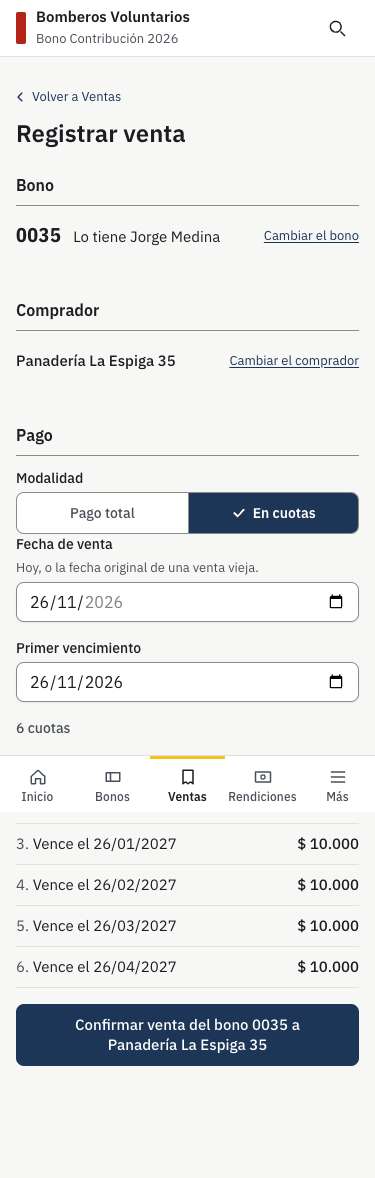 Bomberos Voluntarios
Bono Contribución 2026
Volver a Ventas
Registrar venta
Bono
0035 Lo tiene Jorge Medina Cambiar el bono
Comprador
Panadería La Espiga 35 Cambiar el comprador
Pago
Modalidad
Pago total En cuotas
Fecha de venta
Hoy, o la fecha original de una venta vieja.
26/11/2026
Primer vencimiento
26/11/2026
6 cuotas
Inicio Bonos Ventas Rendiciones Más
3. Vence el 26/01/2027 $ 10.000
4. Vence el 26/02/2027 $ 10.000
5. Vence el 26/03/2027 $ 10.000
6. Vence el 26/04/2027 $ 10.000
Confirmar venta del bono 0035 a
Panadería La Espiga 35